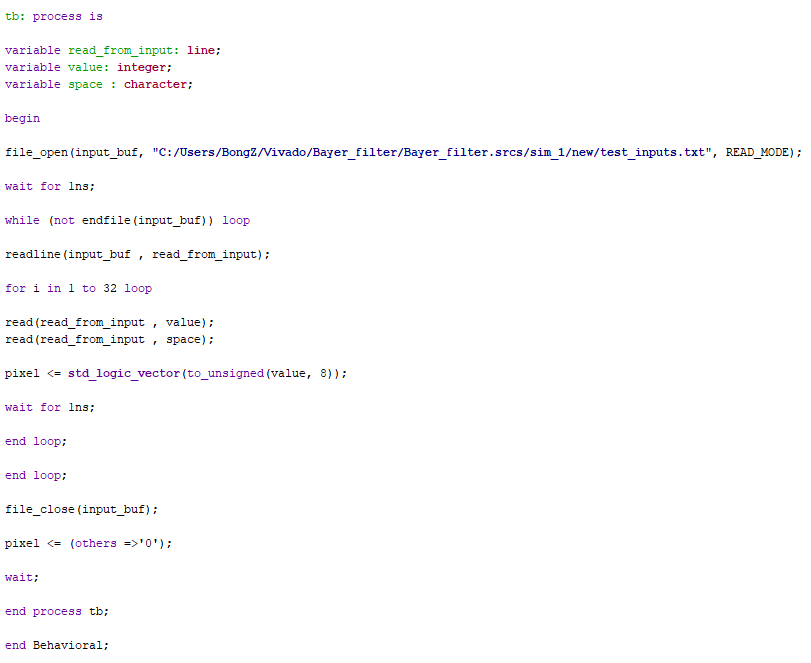 tb: process is
variable read_from_input: line;
variable value: integer;
variable space : character;
begin
file_open(input_buf, "C:/Users/BongZ/Vivado/Bayer_filter/Bayer_filter.srcs/sim_1/new/test_inputs.txt", READ_MODE);
wait for 1ns;
while (not endfile(input_buf)) loop
readline(input_buf , read_from_input);
for i in 1 to 32 loop
read(read_from_input , value);
read(read_from_input , space);
pixel <= std_logic_vector(to_unsigned(value, 8));
wait for 1ns;
end loop;
end loop;
file_close(input_buf);
pixel <= (others =>'0');
wait;
end process tb;
end Behavioral;